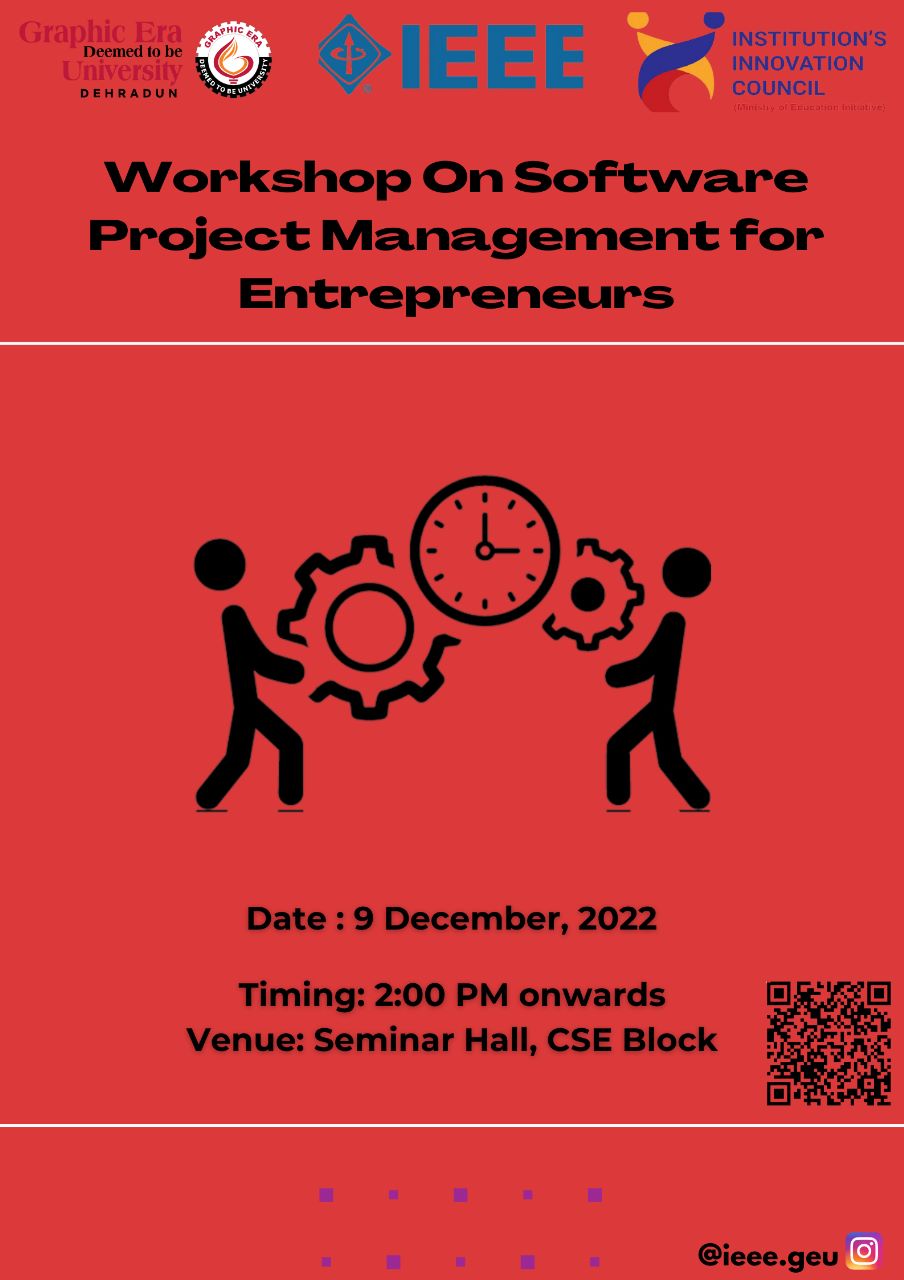 Graphic Era
Deemed to be
University
DEHRADUN
GRAPHIC ERA
DEEMED TO BE UNIVERSITY
IEEE
®
INSTITUTION'S
INNOVATION
COUNCIL
(Ministry of Education Initiative)
Workshop On Software
Project Management for
Entrepreneurs
Date : 9 December, 2022
Timing: 2:00 PM onwards
Venue: Seminar Hall, CSE Block
@ieee.geu